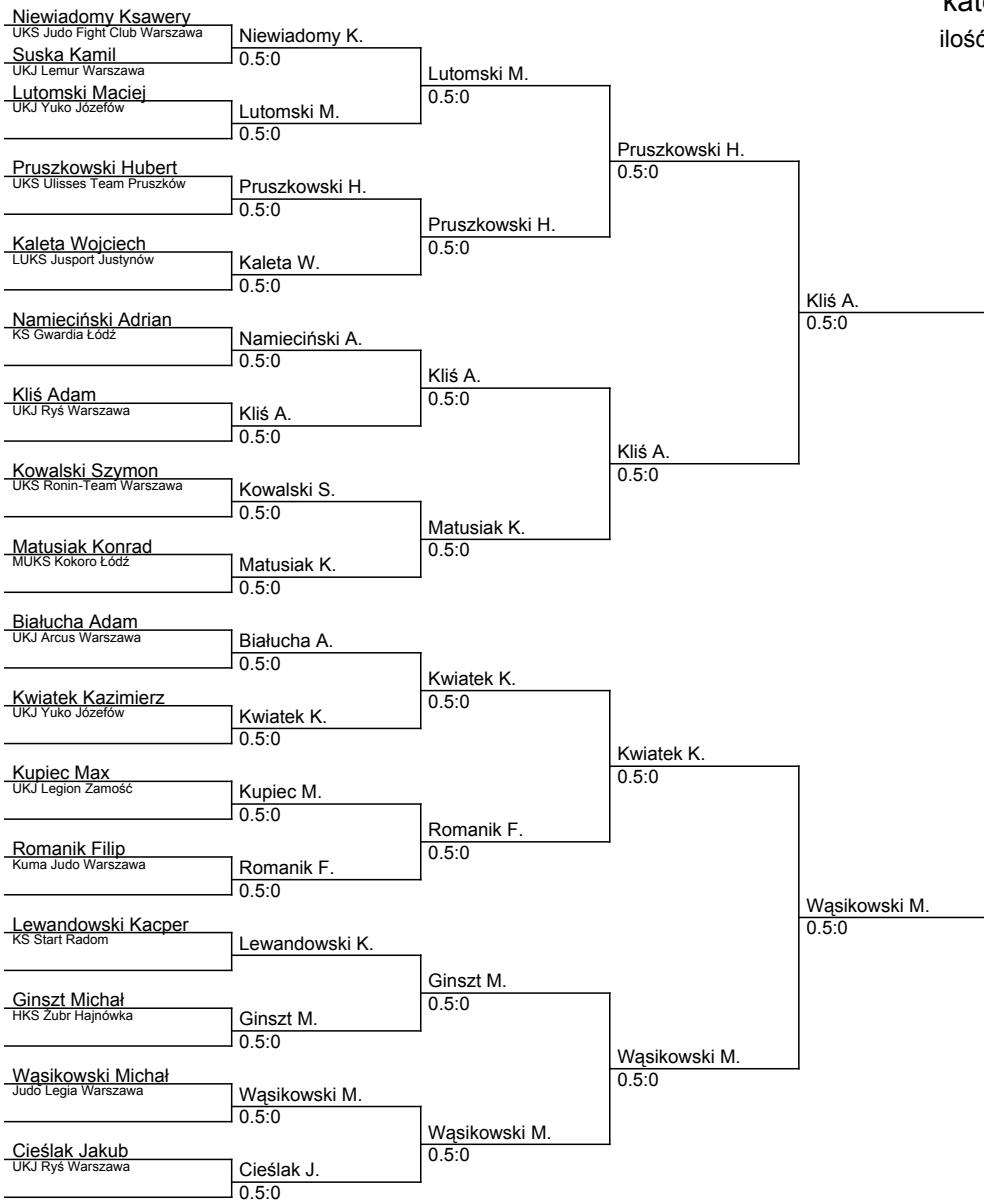 kate
ilość
Niewiadomy Ksawery
UKS Judo Fight Club Warszawa
Suska Kamil
UKJ Lemur Warszawa
Lutomski Maciej
UKJ Yuko Józefów
Pruszkowski Hubert
UKS Ulisses Team Pruszków
Kaleta Wojciech
LUKS Jusport Justynów
Namieciński Adrian
KS Gwardia Łódź
Kliś Adam
UKJ Ryś Warszawa
Kowalski Szymon
UKS Ronin-Team Warszawa
Matusiak Konrad
MUKS Kokoro Łódź
Białucha Adam
UKJ Arcus Warszawa
Kwiatek Kazimierz
UKJ Yuko Józefów
Kupiec Max
UKJ Legion Zamość
Romanik Filip
Kuma Judo Warszawa
Lewandowski Kacper
KS Start Radom
Ginszt Michał
HKS Żubr Hajnówka
Wąsikowski Michał
Judo Legia Warszawa
Cieślak Jakub
UKJ Ryś Warszawa
Niewiadomy K.
0.5:0
Lutomski M.
0.5:0
Pruszkowski H.
0.5:0
Kaleta W.
0.5:0
Namieciński A.
0.5:0
Kliś A.
0.5:0
Kowalski S.
0.5:0
Matusiak K.
0.5:0
Białucha A.
0.5:0
Kwiatek K.
0.5:0
Kupiec M.
0.5:0
Romanik F.
0.5:0
Lewandowski K.
Ginszt M.
0.5:0
Wąsikowski M.
0.5:0
Cieślak J.
0.5:0
Lutomski M.
0.5:0
Pruszkowski H.
0.5:0
Kliś A.
0.5:0
Matusiak K.
0.5:0
Kwiatek K.
0.5:0
Romanik F.
0.5:0
Ginszt M.
0.5:0
Wąsikowski M.
0.5:0
Pruszkowski H.
0.5:0
Kliś A.
0.5:0
Kwiatek K.
0.5:0
Wąsikowski M.
0.5:0
Kliś A.
0.5:0
Wąsikowski M.
0.5:0